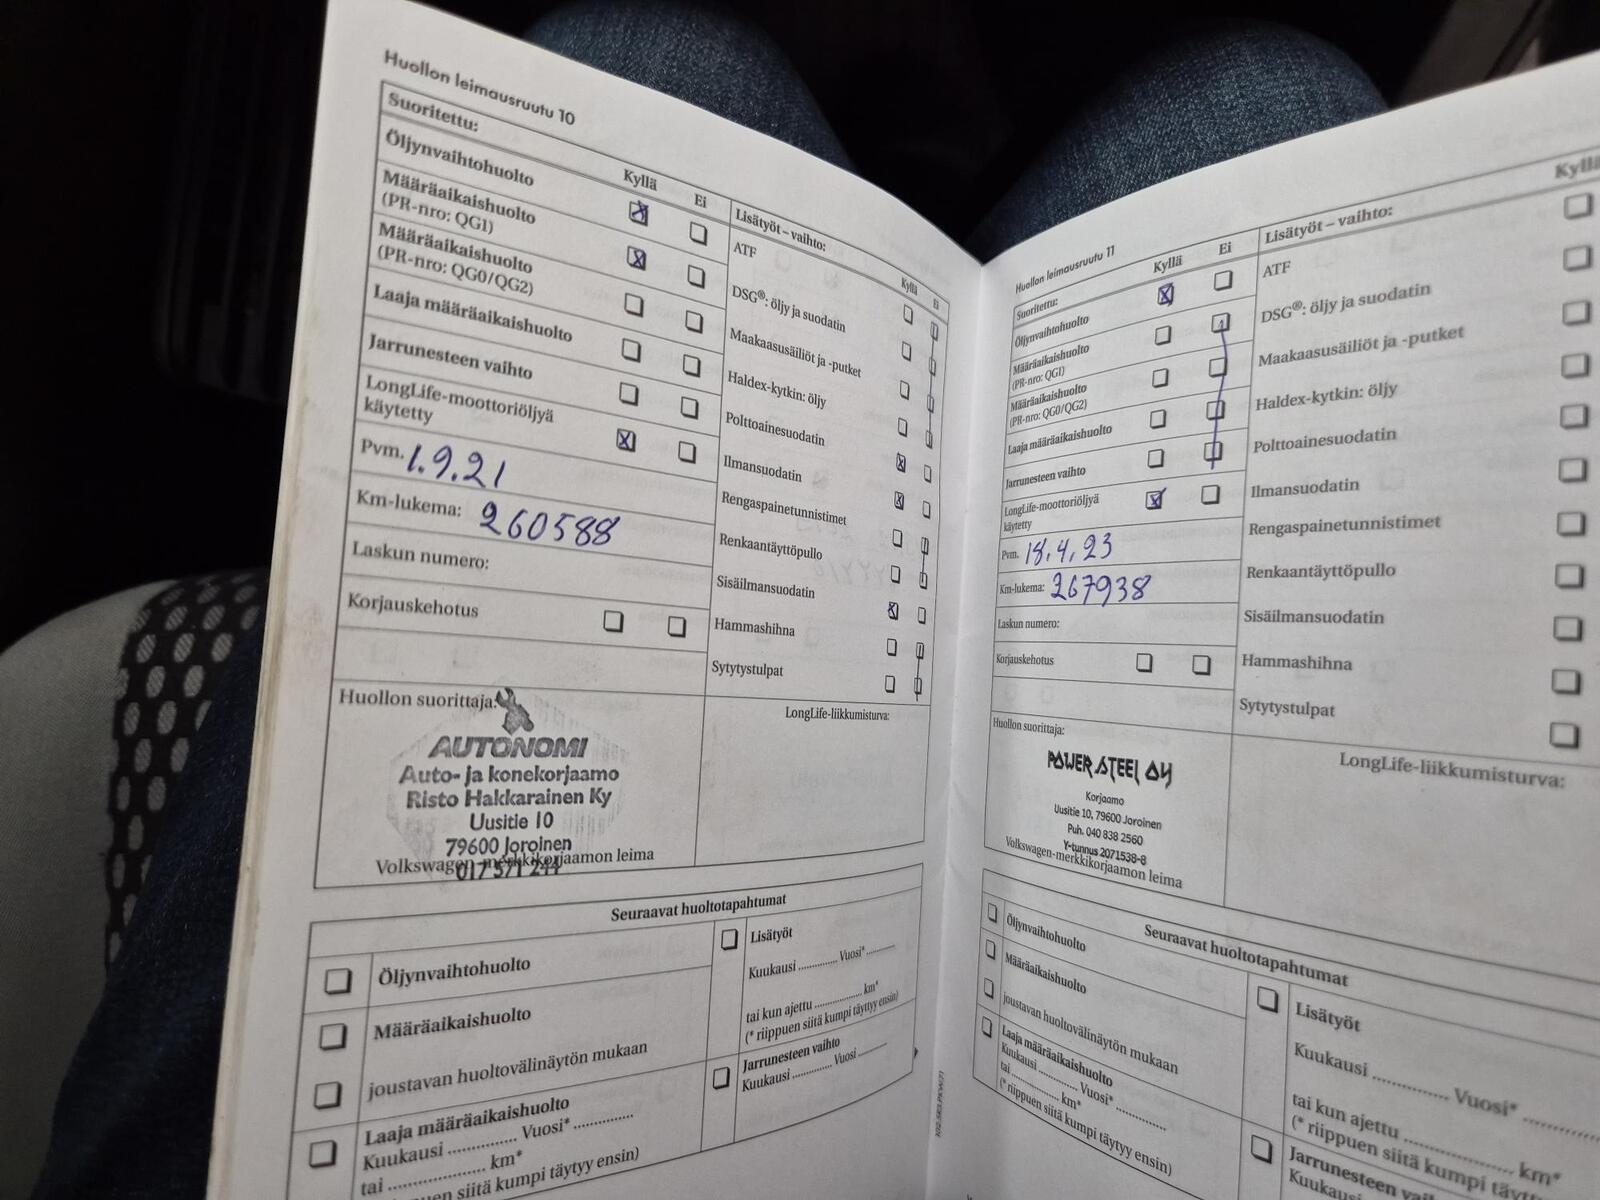 Huollon leimausruutu 10
Suoritettu:
Kyllä Ei
Öljynvaihtohuolto
Määräaikaishuolto
(PR-nro: QG1)
Määräaikaishuolto
(PR-nro: QG0/QG2)
Laaja määräaikaishuolto
Jarrunesteen vaihto
LongLife-moottoriöljyä
käytetty
Pvm. 1.9.21
Km-lukema: 260588
Laskun numero:
Korjauskehotus
Lisätyöt – vaihto:
Kyllä Ei
ATF
DSG®: öljy ja suodatin
Maakaasusäiliöt ja -putket
Haldex-kytkin: öljy
Polttoainesuodatin
Ilmansuodatin
Rengaspainetunnistimet
Renkaantäyttöpullo
Sisäilmansuodatin
Hammashihna
Sytytystulpat
Huollon suorittaja:
AUTONOMI
Auto- ja konekorjaamo
Risto Hakkarainen Ky
Uusitie 10
79600 Joroinen
017 571 244
Volkswagen-merkkikorjaamon leima
LongLife-liikkumisturva:
Seuraavat huoltotapahtumat
Öljynvaihtohuolto
Määräaikaishuolto
joustavan huoltovälinäytön mukaan
Laaja määräaikaishuolto
Kuukausi ............. Vuosi* .............
tai ................. km*
siitä kumpi täytyy ensin)
Lisätyöt
Kuukausi ............. Vuosi* .........
tai kun ajettu ............. km*
(* riippuen siitä kumpi täytyy ensin)
Jarrunesteen vaihto
Kuukausi ............. Vuosi .........
Huollon leimausruutu 11
Suoritettu:
Kyllä Ei
Öljynvaihtohuolto
Määräaikaishuolto
(PR-nro: QG1)
Määräaikaishuolto
(PR-nro: QG0/QG2)
Laaja määräaikaishuolto
Jarrunesteen vaihto
LongLife-moottoriöljyä
käytetty
Pvm. 18.4.23
Km-lukema: 267938
Laskun numero:
Korjauskehotus
Lisätyöt – vaihto:
Kyllä
ATF
DSG®: öljy ja suodatin
Maakaasusäiliöt ja -putket
Haldex-kytkin: öljy
Polttoainesuodatin
Ilmansuodatin
Rengaspainetunnistimet
Renkaantäyttöpullo
Sisäilmansuodatin
Hammashihna
Sytytystulpat
Huollon suorittaja:
POWER STEEL OY
Korjaamo
Uusitie 10, 79600 Joroinen
Puh. 040 838 2560
Y-tunnus 2071538-8
Volkswagen-merkkikorjaamon leima
LongLife-liikkumisturva:
Seuraavat huoltotapahtumat
Öljynvaihtohuolto
Määräaikaishuolto
joustavan huoltovälinäytön mukaan
Laaja määräaikaishuolto
Kuukausi ............. Vuosi* .............
tai ................. km*
(* riippuen siitä kumpi täytyy ensin)
Lisätyöt
Kuukausi ............. Vuosi* .........
tai kun ajettu ............. km*
(* riippuen siitä kumpi
Jarrunesteen